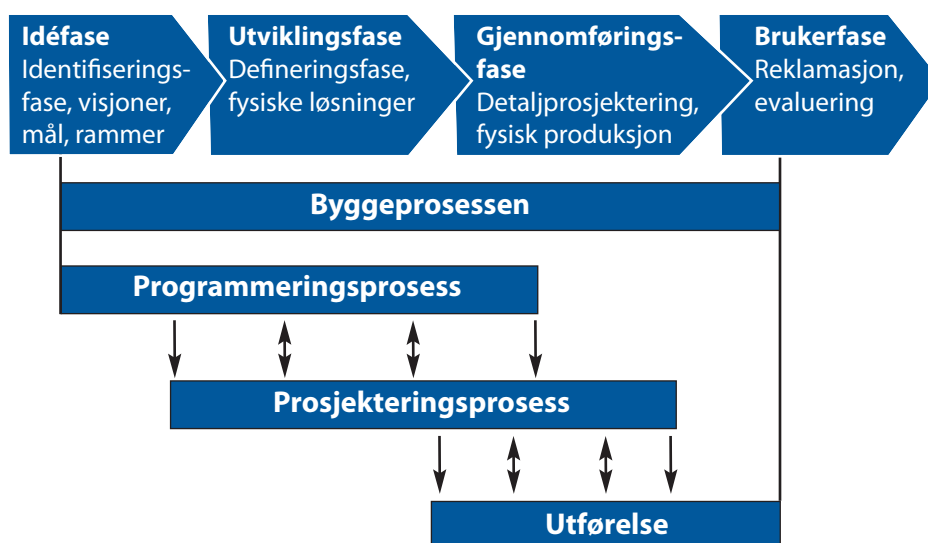 Idéfase
Identifiserings-
fase, visjoner,
mål, rammer
Utviklingsfase
Defineringsfase,
fysiske løsninger
Gjennomførings-
fase
Detaljprosjektering,
fysisk produksjon
Brukerfase
Reklamasjon,
evaluering
Byggeprosessen
Programmeringsprosess
Prosjekteringsprosess
Utførelse